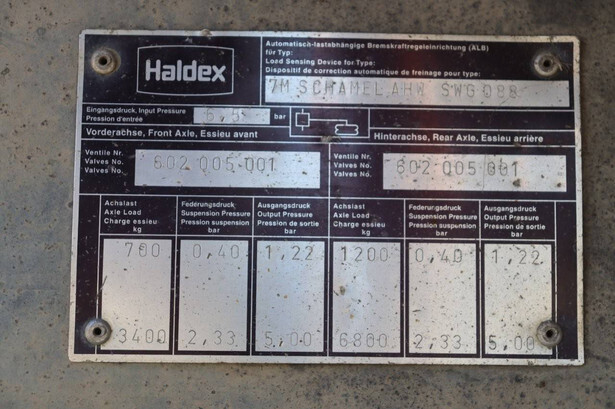 Haldex
Automatisch-lastabhängige Bremskraftregeleinrichtung (ALB)
für Typ:
Load Sensing Device for Type:
Dispositif de correction automatique de freinage pour type:
7M SCHAMEL AHW SWG 088
Eingangsdruck, Input Pressure
Pression d'entrée
6,5 bar
Vorderachse, Front Axle, Essieu avant
Hinterachse, Rear Axle, Essieu arrière
Ventile Nr.
Valves No. 602 005 001
Ventile Nr.
Valves No. 602 005 001
Achslast
Axle Load
Charge essieu
kg
Federungsdruck
Suspension Pressure
Pression suspension
bar
Ausgangsdruck
Output Pressure
Pression de sortie
bar
Achslast
Axle Load
Charge essieu
kg
Federungsdruck
Suspension Pressure
Pression suspension
bar
Ausgangsdruck
Output Pressure
Pression de sortie
bar
700 0,40 1,22 1200 0,40 1,22
3400 2,33 5,00 6800 2,33 5,00